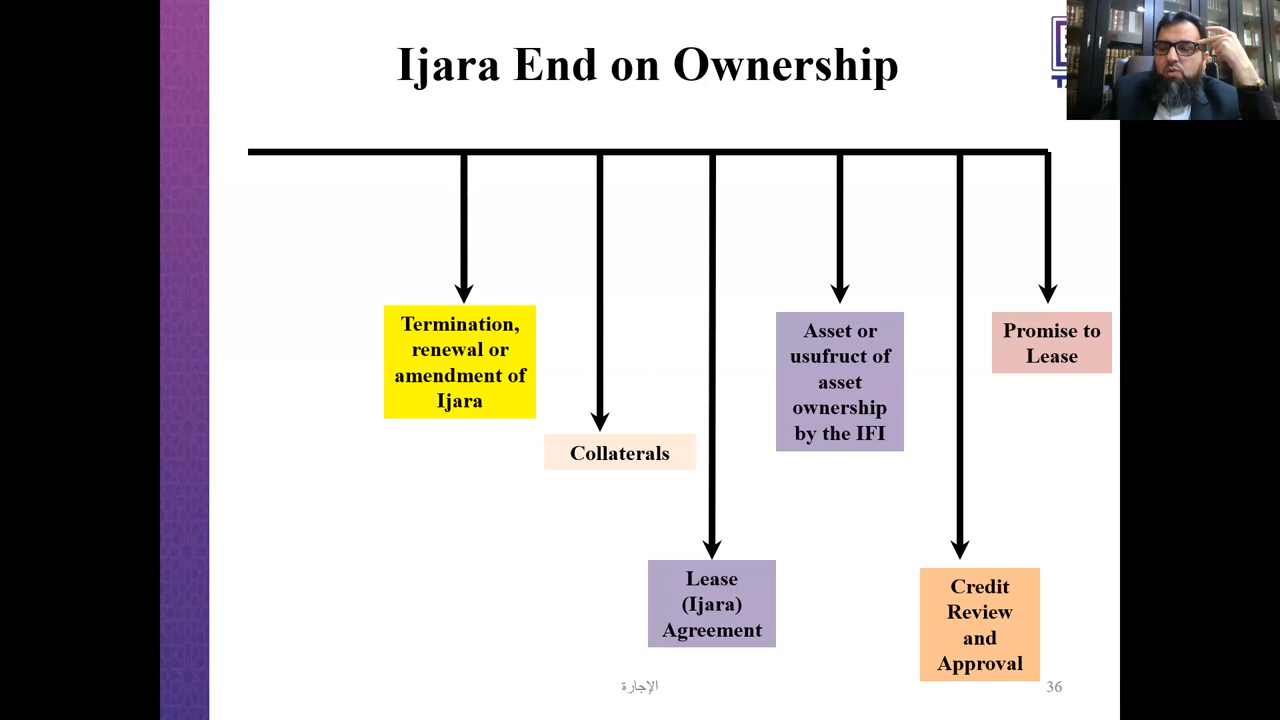 Ijara End on Ownership
Termination,
renewal or
amendment of
Ijara
Collaterals
Lease
(Ijara)
Agreement
Asset or
usufruct of
asset
ownership
by the IFI
Credit
Review
and
Approval
Promise to
Lease
الإجارة
36